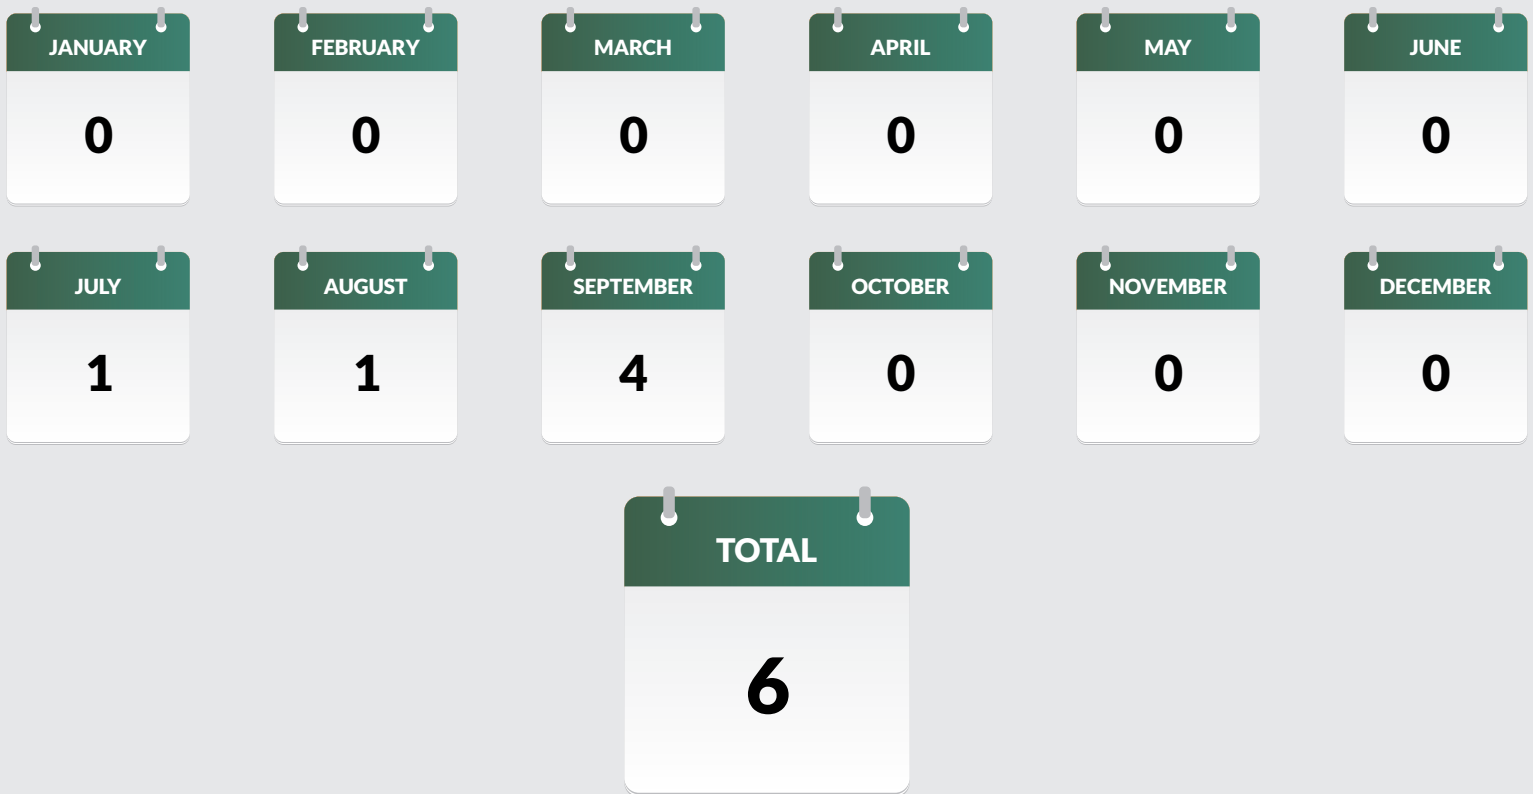 JANUARY FEBRUARY MARCH APRIL MAY JUNE
0 0 0 0 0 0
JULY AUGUST SEPTEMBER OCTOBER NOVEMBER DECEMBER
1 1 4 0 0 0
TOTAL
6